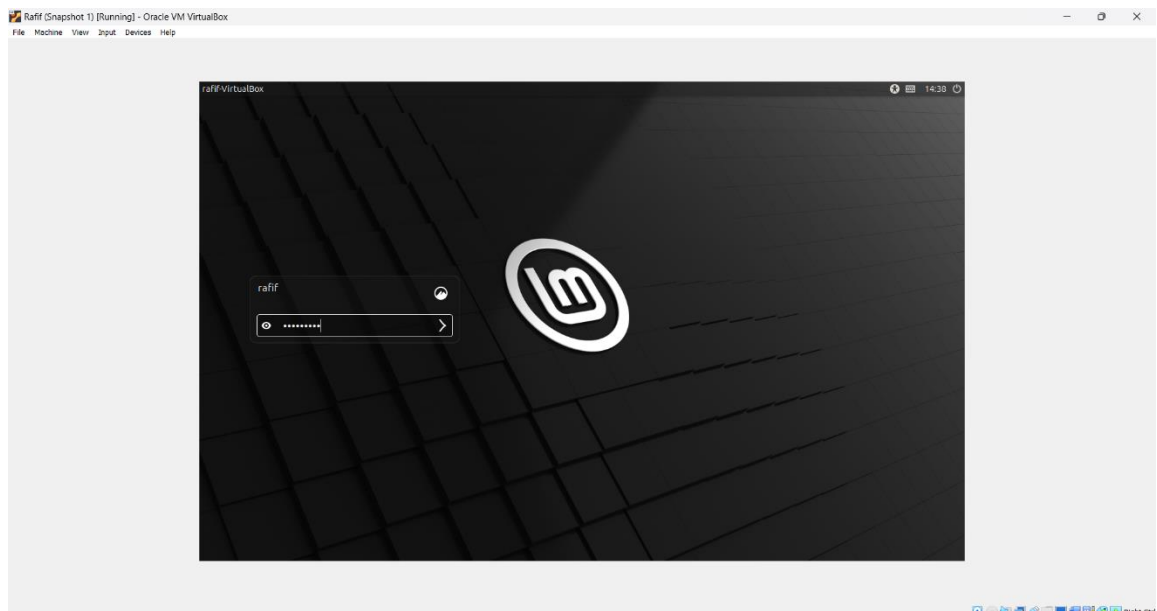 Rafif (Snapshot 1) [Running] - Oracle VM VirtualBox
File Machine View Input Devices Help
rafif-VirtualBox
14:38
rafif